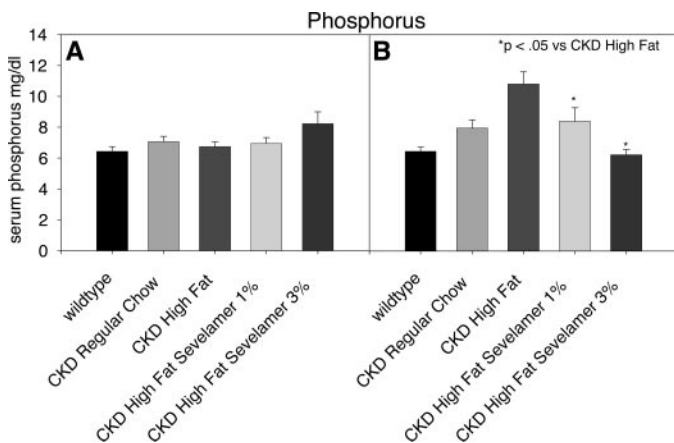 Phosphorus
A
B
*p < .05 vs CKD High Fat
serum phosphorus mg/dl
14
12
10
8
6
4
2
0
*
*
wildtype
CKD Regular Chow
CKD High Fat
CKD High Fat Sevelamer 1%
CKD High Fat Sevelamer 3%
wildtype
CKD Regular Chow
CKD High Fat
CKD High Fat Sevelamer 1%
CKD High Fat Sevelamer 3%